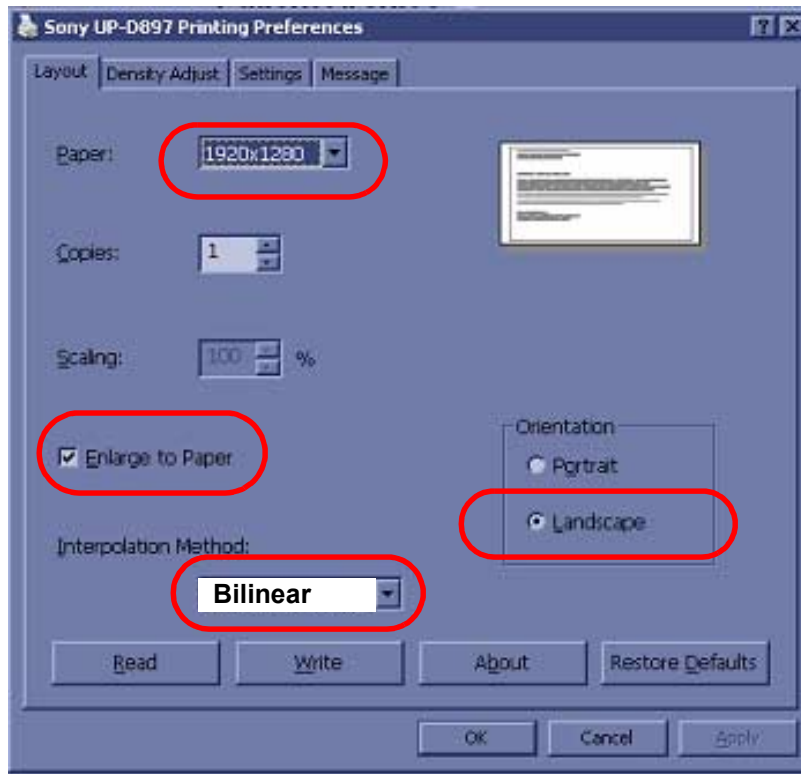 Sony UP-D897 Printing Preferences
Layout Density Adjust Settings Message
Paper: 1920x1280
Copies: 1
Scaling: 100 %
Enlarge to Paper
Orientation
Portrait
Landscape
Interpolation Method:
Bilinear
Read Write About Restore Defaults
OK Cancel Apply